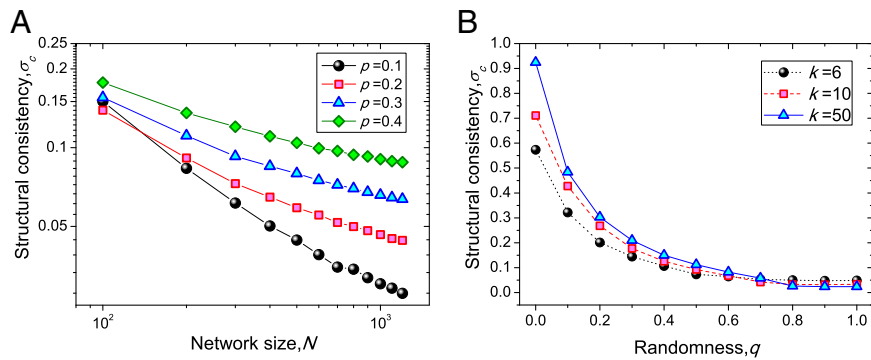 A
Structural consistency,σc
0.25
0.15
0.1
0.05
10²
10³
Network size,N
p=0.1
p=0.2
p=0.3
p=0.4
B
Structural consistency,σc
1.0
0.9
0.8
0.7
0.6
0.5
0.4
0.3
0.2
0.1
0.0
0.0 0.2 0.4 0.6 0.8 1.0
Randomness,q
k=6
k=10
k=50